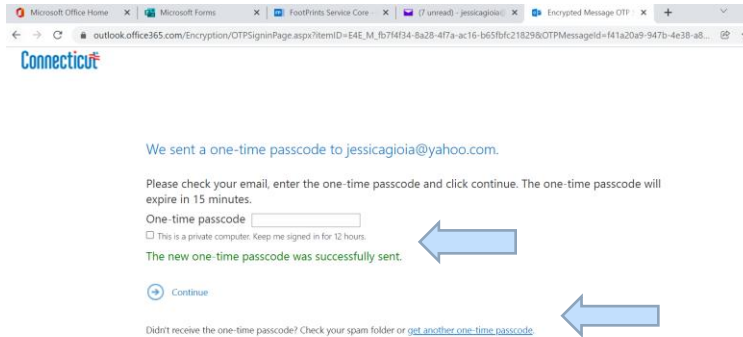 Microsoft Office Home
Microsoft Forms
FootPrints Service Core -
(7 unread) - jessicagioia@
Encrypted Message OTP
outlook.office365.com/Encryption/OTPSigninPage.aspx?itemID=E4E_M_fb7f4f34-8a28-4f7a-ac16-b65fbfc21829&OTPMessageId=f41a20a9-947b-4e38-a8...
Connecticut
We sent a one-time passcode to jessicagioia@yahoo.com.
Please check your email, enter the one-time passcode and click continue. The one-time passcode will
expire in 15 minutes.
One-time passcode
This is a private computer. Keep me signed in for 12 hours.
The new one-time passcode was successfully sent.
Continue
Didn't receive the one-time passcode? Check your spam folder or get another one-time passcode.